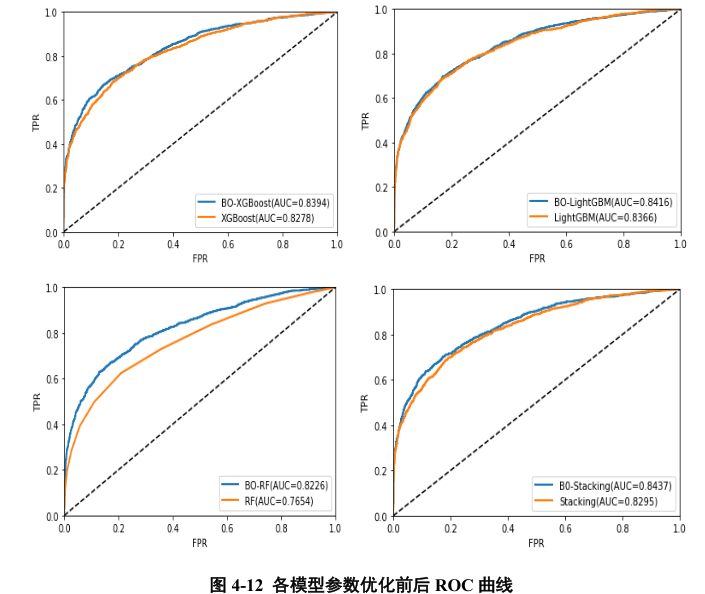 1.0
0.8
0.6
0.4
0.2
0.0
TPR
0.0 0.2 0.4 0.6 0.8 1.0
FPR
BO-XGBoost(AUC=0.8394)
XGBoost(AUC=0.8278)
1.0
0.8
0.6
0.4
0.2
0.0
TPR
0.0 0.2 0.4 0.6 0.8 1.0
FPR
BO-LightGBM(AUC=0.8416)
LightGBM(AUC=0.8366)
1.0
0.8
0.6
0.4
0.2
0.0
TPR
0.0 0.2 0.4 0.6 0.8 1.0
FPR
BO-RF(AUC=0.8226)
RF(AUC=0.7654)
1.0
0.8
0.6
0.4
0.2
0.0
TPR
0.0 0.2 0.4 0.6 0.8 1.0
FPR
B0-Stacking(AUC=0.8437)
Stacking(AUC=0.8295)
图 4-12 各模型参数优化前后 ROC 曲线